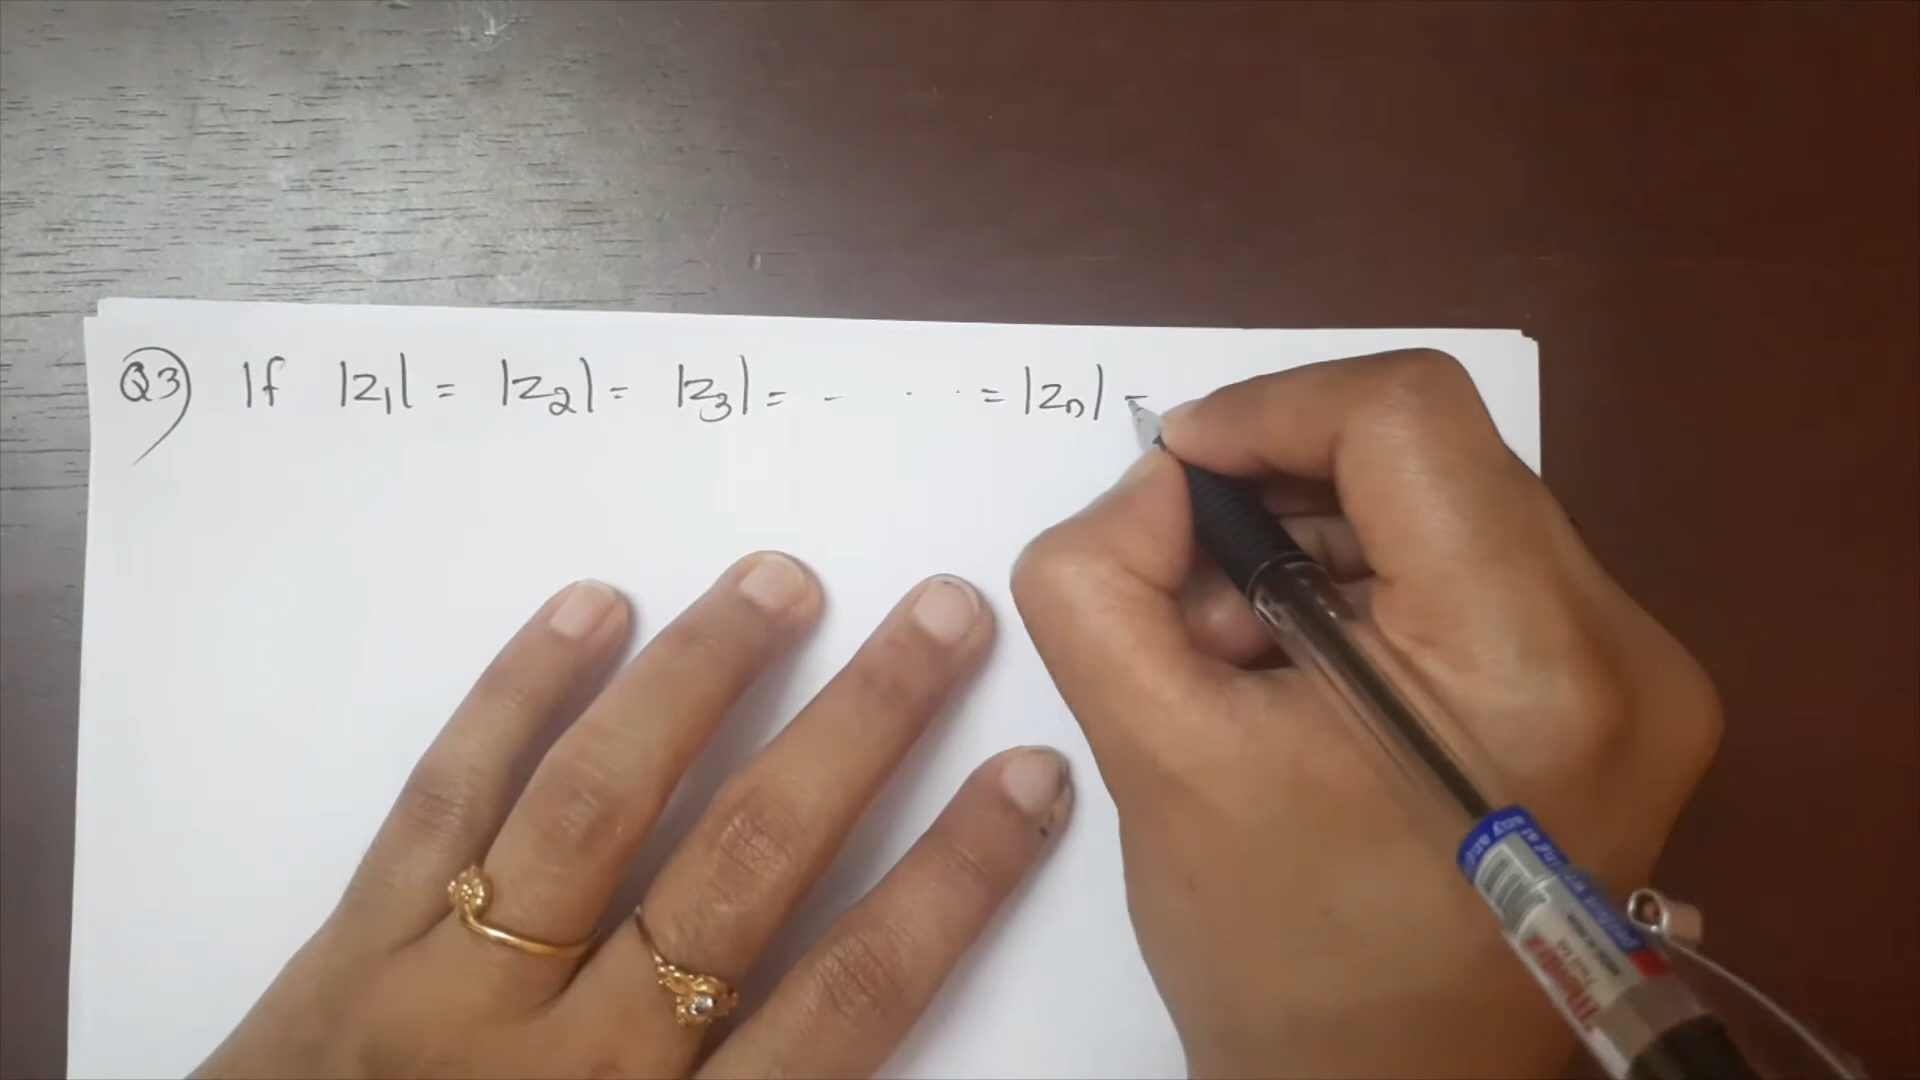 Q3) If |z₁| = |z₂| = |z₃| = - · · = |zₙ| =